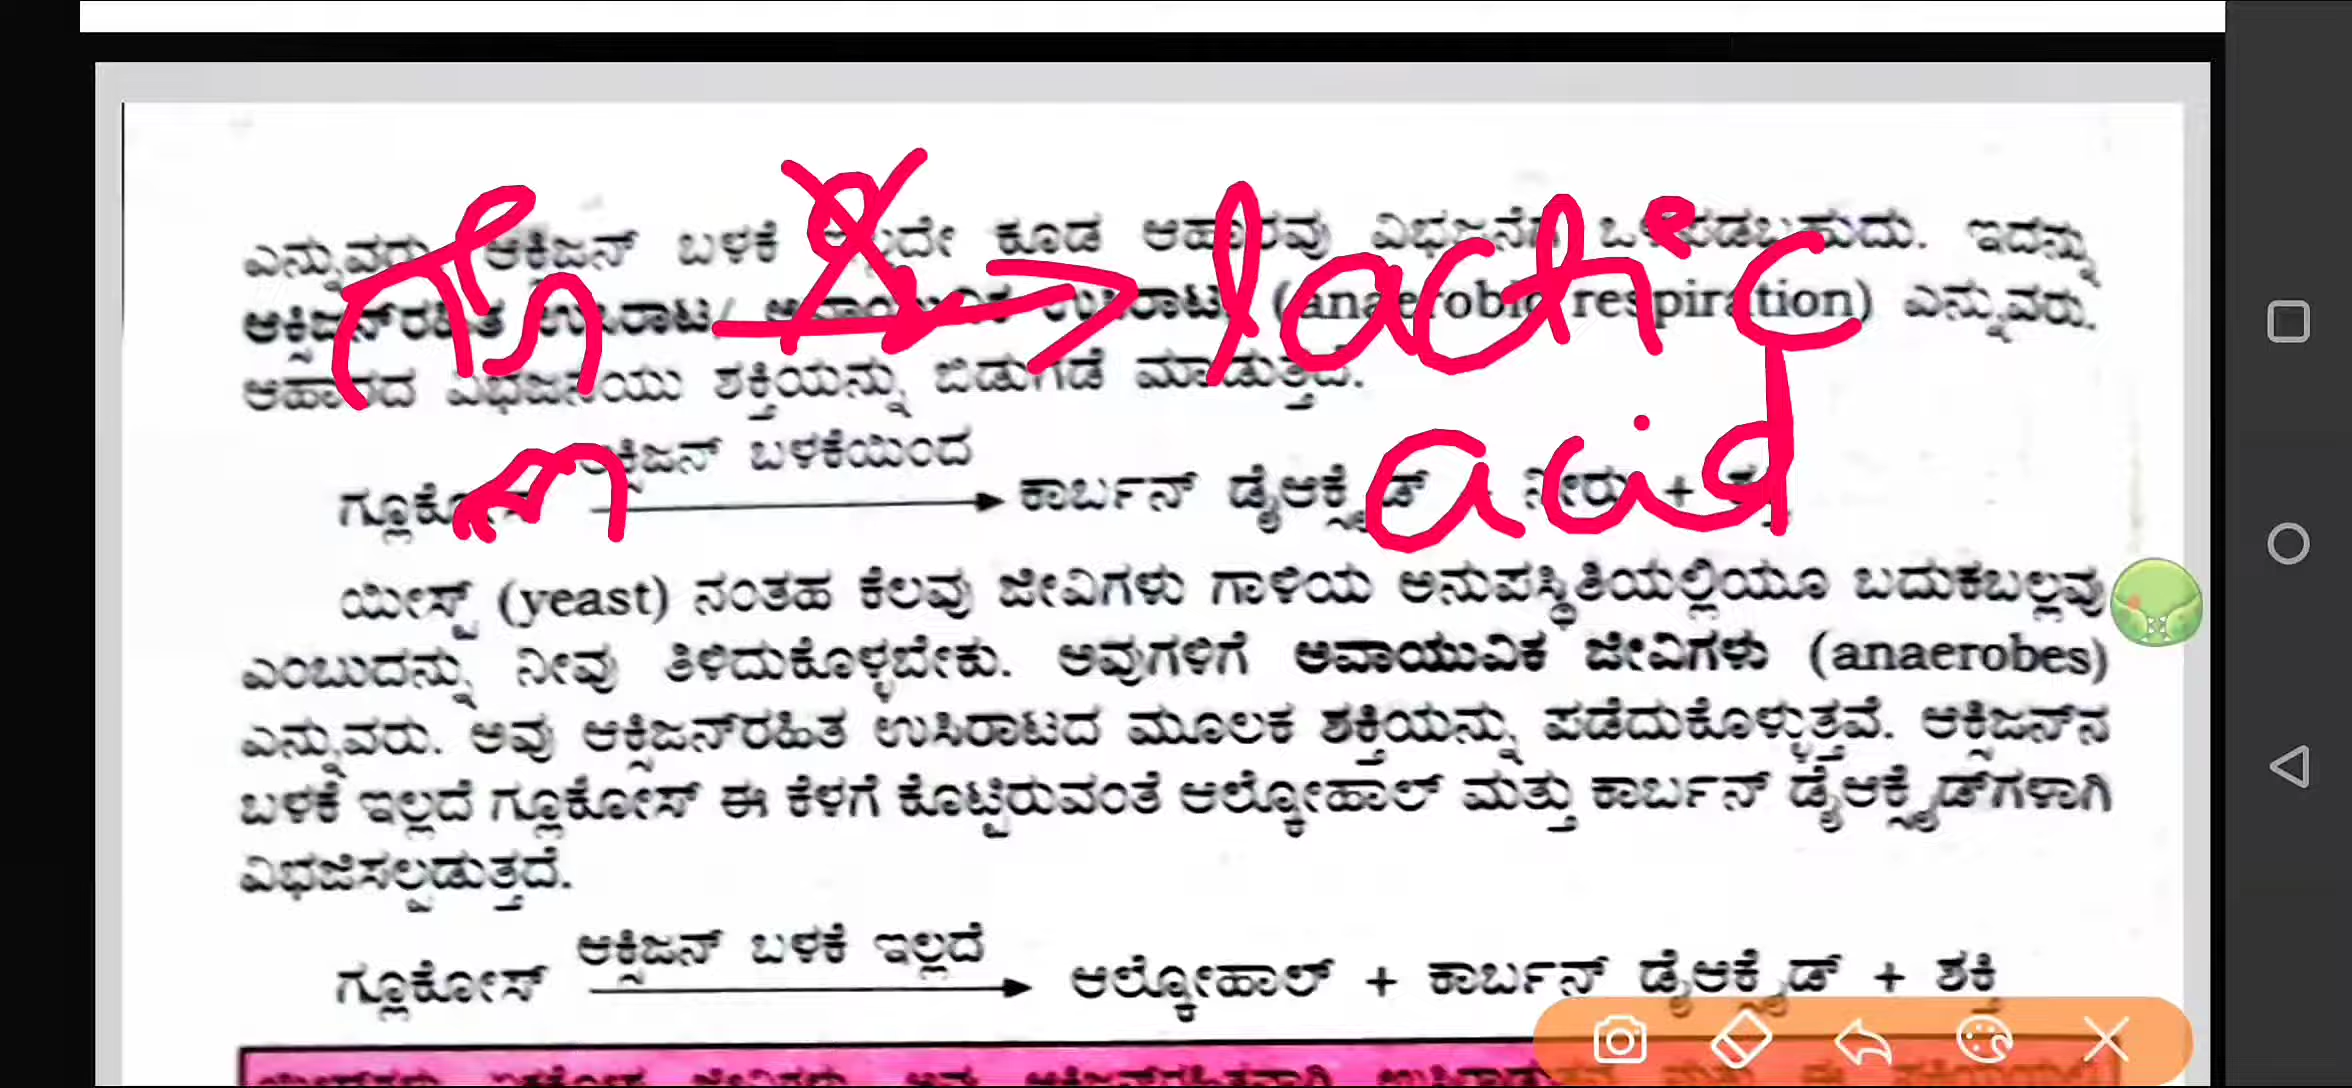 ಎನ್ನುವರು. ಆಕ್ಸಿಜನ್ ಬಳಕೆ ಇಲ್ಲದೇ ಕೂಡ ಆಹಾರವು ವಿಭಜನೆಗೆ ಒಳಪಡಬಹುದು. ಇದನ್ನು
ಆಕ್ಸಿಜನ್‌ರಹಿತ ಉಸಿರಾಟ/ ಅವಾಯುವಿಕ ಉಸಿರಾಟ (anaerobic respiration) ಎನ್ನುವರು.
ಆಹಾರದ ವಿಭಜನೆಯು ಶಕ್ತಿಯನ್ನು ಬಿಡುಗಡೆ ಮಾಡುತ್ತದೆ.
lactic
acid
ಆಕ್ಸಿಜನ್ ಬಳಕೆಯಿಂದ
ಗ್ಲೂಕೋಸ್ ಕಾರ್ಬನ್ ಡೈಆಕ್ಸೈಡ್ + ನೀರು + ಶಕ್ತಿ
ಯೀಸ್ಟ್ (yeast) ನಂತಹ ಕೆಲವು ಜೀವಿಗಳು ಗಾಳಿಯ ಅನುಪಸ್ಥಿತಿಯಲ್ಲಿಯೂ ಬದುಕಬಲ್ಲವು
ಎಂಬುದನ್ನು ನೀವು ತಿಳಿದುಕೊಳ್ಳಬೇಕು. ಅವುಗಳಿಗೆ ಅವಾಯುವಿಕ ಜೀವಿಗಳು (anaerobes)
ಎನ್ನುವರು. ಅವು ಆಕ್ಸಿಜನ್‌ರಹಿತ ಉಸಿರಾಟದ ಮೂಲಕ ಶಕ್ತಿಯನ್ನು ಪಡೆದುಕೊಳ್ಳುತ್ತವೆ. ಆಕ್ಸಿಜನ್‌ನ
ಬಳಕೆ ಇಲ್ಲದೆ ಗ್ಲೂಕೋಸ್ ಈ ಕೆಳಗೆ ಕೊಟ್ಟಿರುವಂತೆ ಆಲ್ಕೋಹಾಲ್ ಮತ್ತು ಕಾರ್ಬನ್ ಡೈಆಕ್ಸೈಡ್‌ಗಳಾಗಿ
ವಿಭಜಿಸಲ್ಪಡುತ್ತದೆ.
ಆಕ್ಸಿಜನ್ ಬಳಕೆ ಇಲ್ಲದೆ
ಗ್ಲೂಕೋಸ್ ಆಲ್ಕೋಹಾಲ್ + ಕಾರ್ಬನ್ ಡೈಆಕ್ಸೈಡ್ + ಶಕ್ತಿ